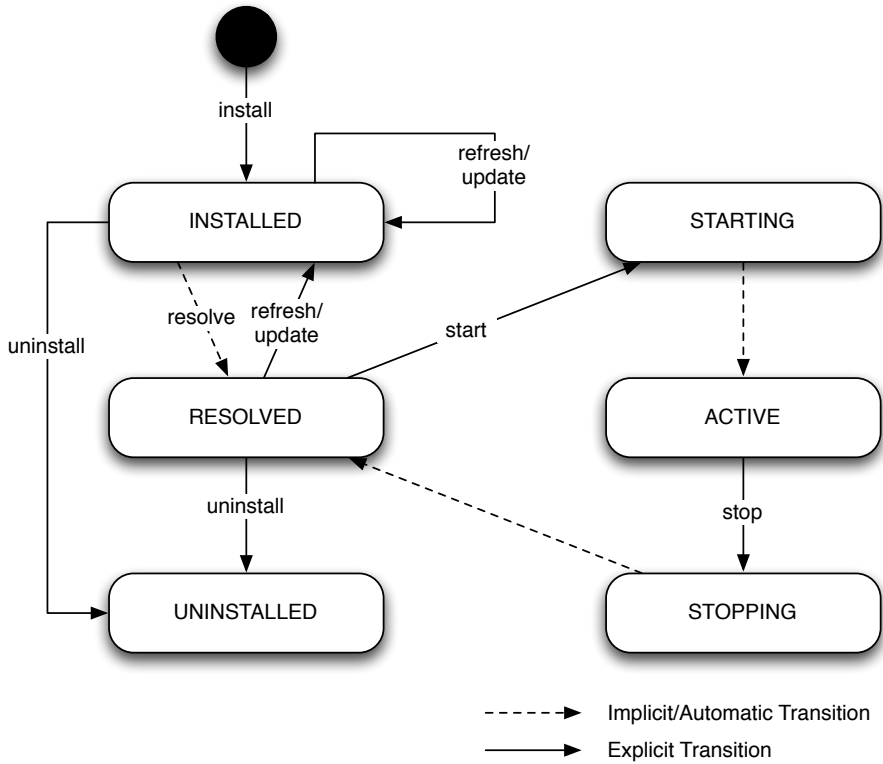 install
refresh/
update
INSTALLED
STARTING
resolve
refresh/
update
start
uninstall
RESOLVED
ACTIVE
uninstall
stop
UNINSTALLED
STOPPING
Implicit/Automatic Transition
Explicit Transition